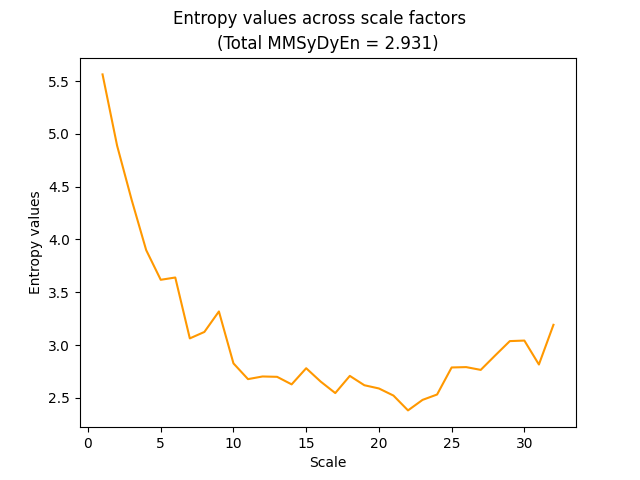 Entropy values across scale factors
(Total MMSyDyEn = 2.931)
5.5
5.0
4.5
4.0
3.5
3.0
2.5
Entropy values
0 5 10 15 20 25 30
Scale